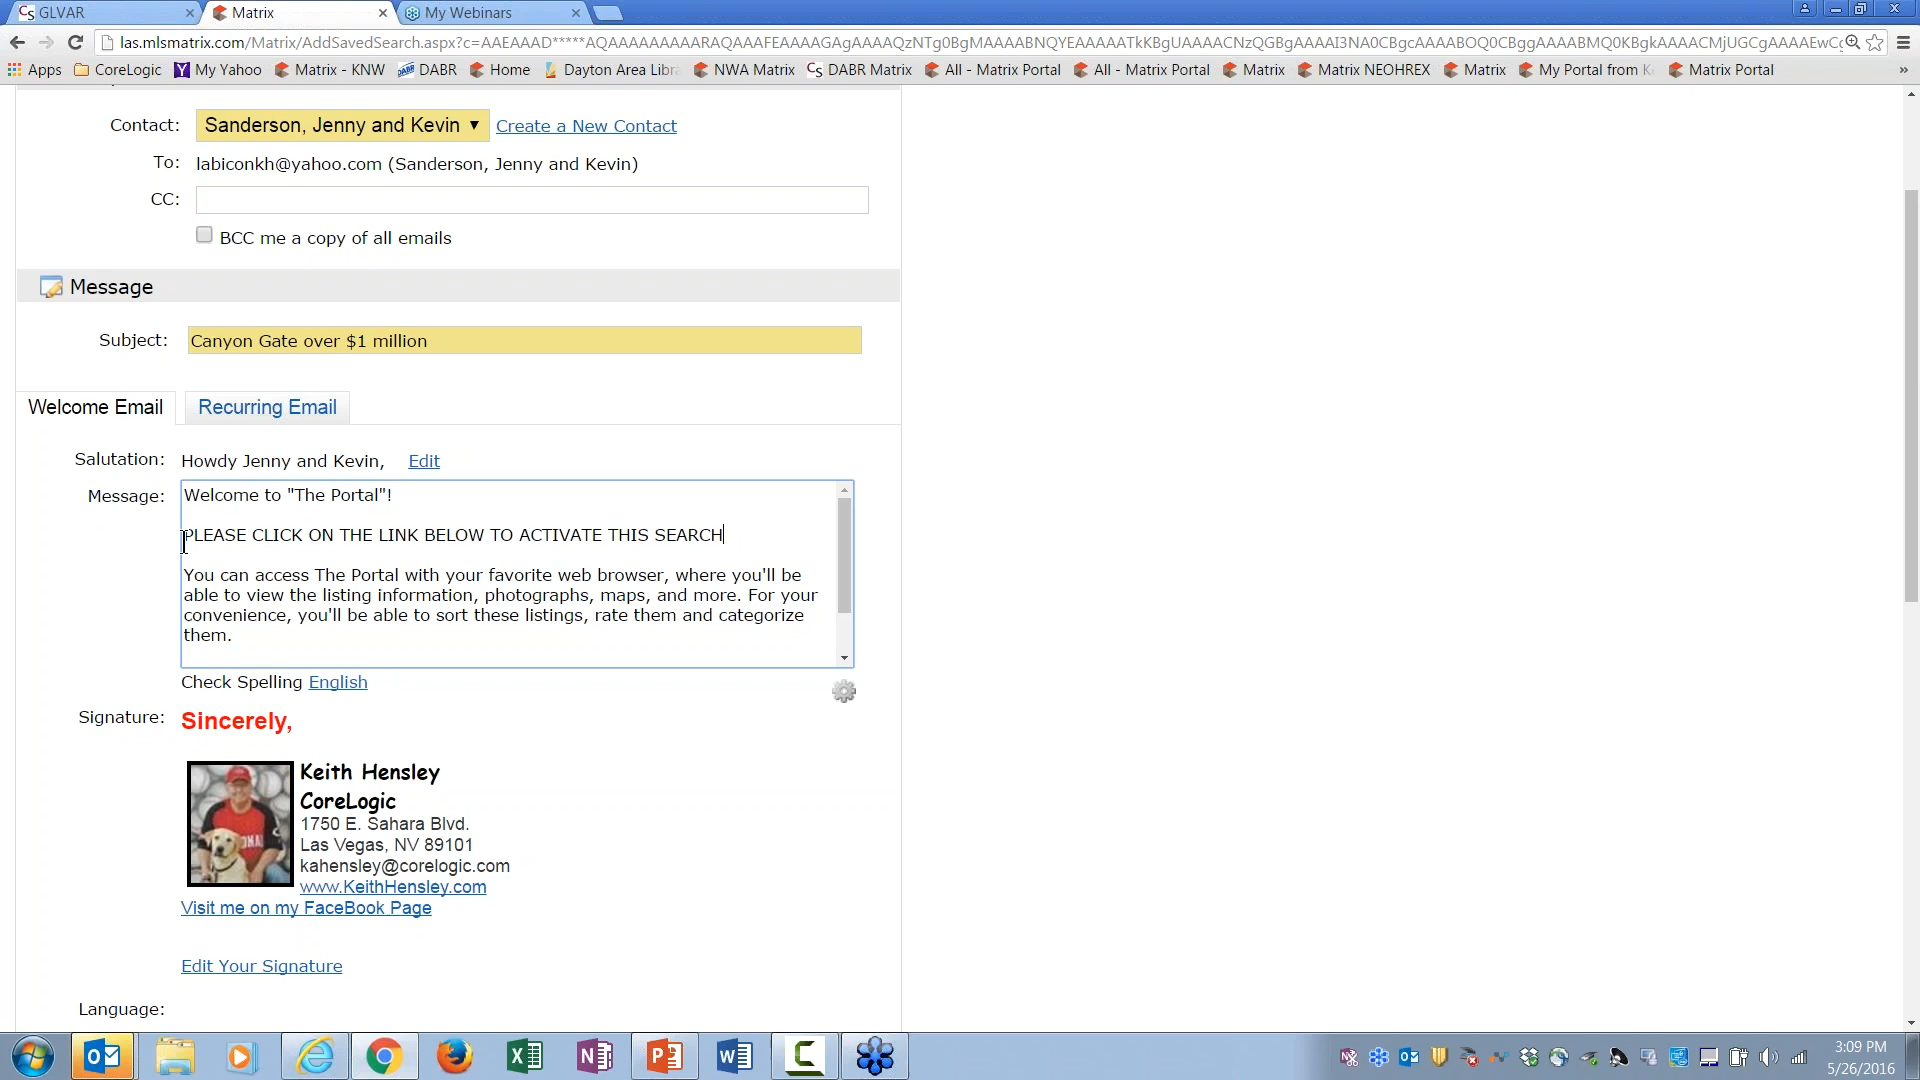 GLVAR
Matrix
My Webinars
las.mlsmatrix.com/Matrix/AddSavedSearch.aspx?c=AAEAAAD*****AQAAAAAAAAARAQAAAFEAAAAGAgAAAAQzNTg0BgMAAAABNQYEAAAAATkKBgUAAAACNzQGBgAAAAI3NA0CBgcAAAABOQ0CBggAAAABMQ0KBgkAAAACMjUGCgAAAAEwCg
Apps
CoreLogic
My Yahoo
Matrix - KNW
DABR
Home
Dayton Area Libra
NWA Matrix
DABR Matrix
All - Matrix Portal
All - Matrix Portal
Matrix
Matrix NEOHREX
Matrix
My Portal from K
Matrix Portal
»
Contact: Sanderson, Jenny and Kevin Create a New Contact
To: labiconkh@yahoo.com (Sanderson, Jenny and Kevin)
CC:
BCC me a copy of all emails
Message
Subject: Canyon Gate over $1 million
Welcome Email Recurring Email
Salutation: Howdy Jenny and Kevin, Edit
Message: Welcome to "The Portal"!
PLEASE CLICK ON THE LINK BELOW TO ACTIVATE THIS SEARCH
You can access The Portal with your favorite web browser, where you'll be
able to view the listing information, photographs, maps, and more. For your
convenience, you'll be able to sort these listings, rate them and categorize
them.
Check Spelling English
Signature: Sincerely,
Keith Hensley
CoreLogic
1750 E. Sahara Blvd.
Las Vegas, NV 89101
kahensley@corelogic.com
www.KeithHensley.com
Visit me on my FaceBook Page
Edit Your Signature
Language:
3:09 PM
5/26/2016